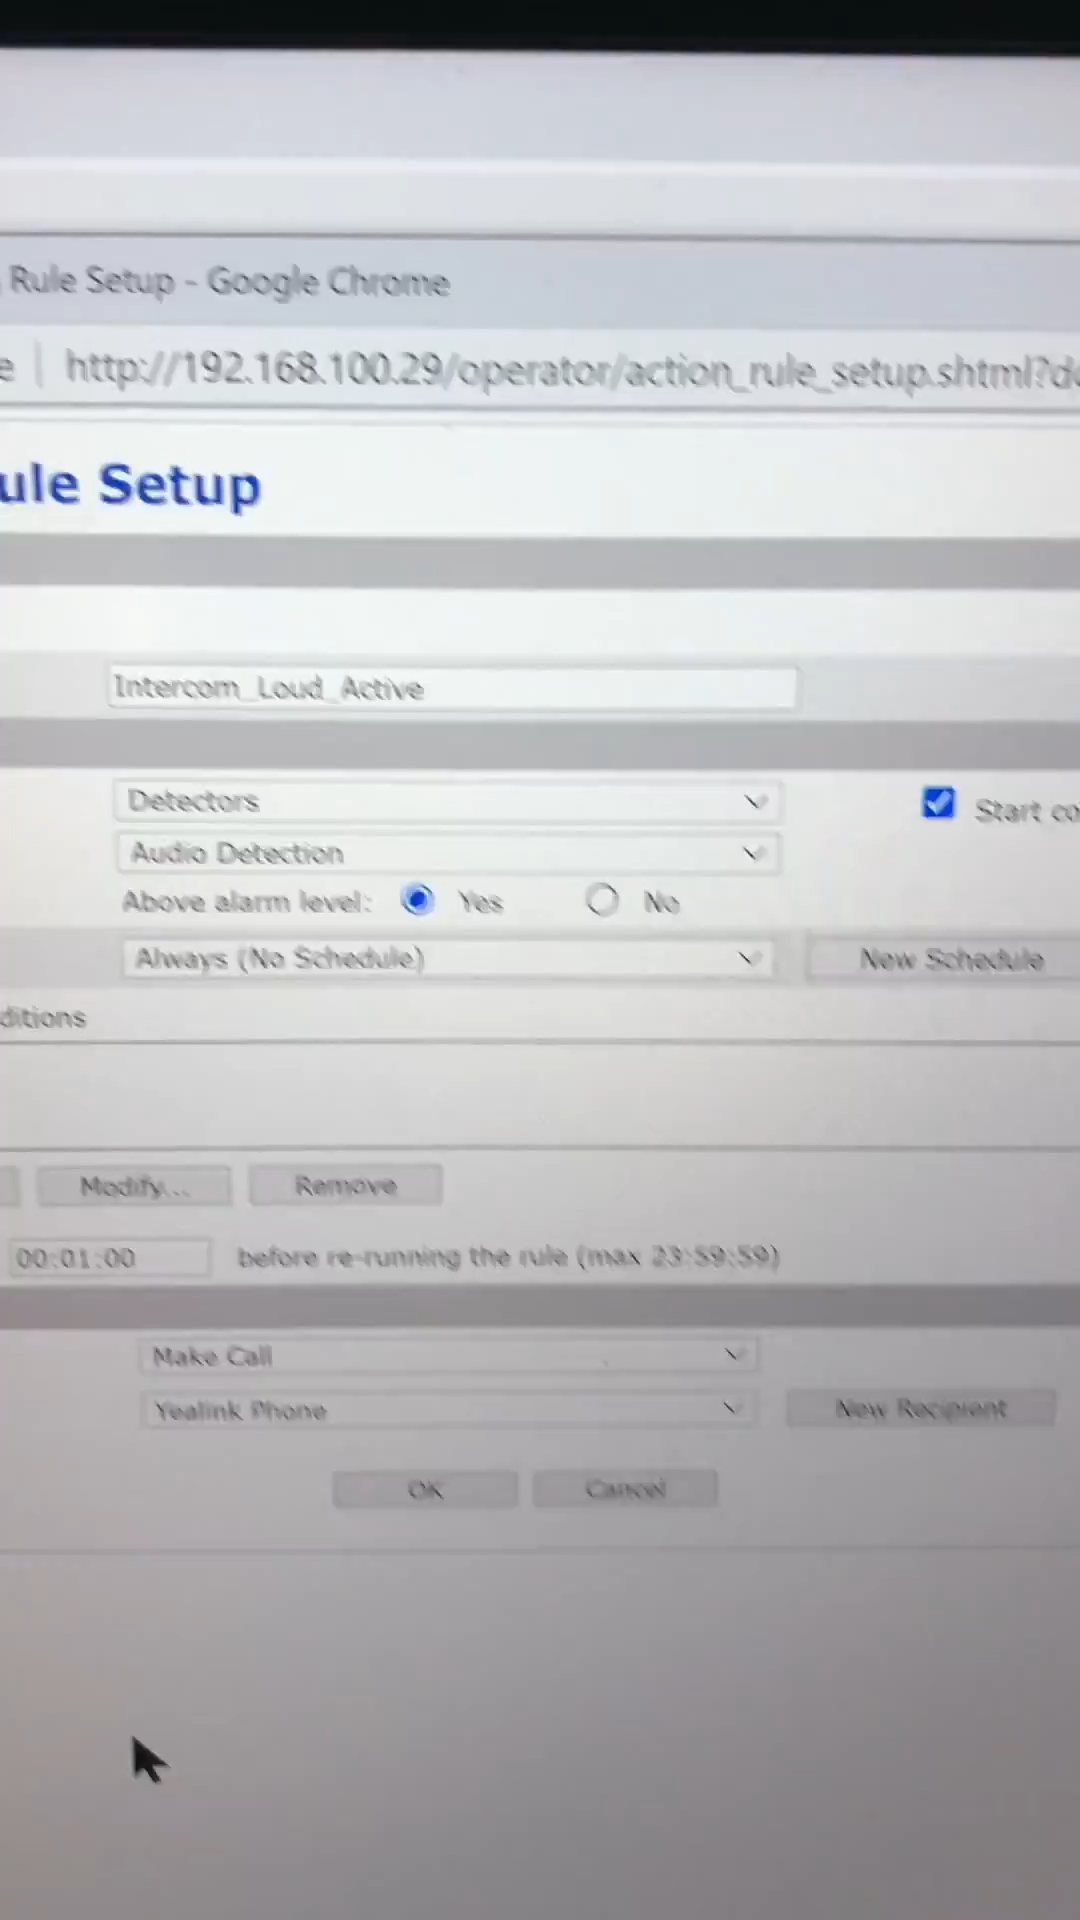 Rule Setup - Google Chrome
e | http://192.168.100.29/operator/action_rule_setup.shtml?do
ule Setup
Intercom_Loud_Active
Detectors
Start co
Audio Detection
Above alarm level: Yes No
Always (No Schedule) New Schedule
ditions
Modify... Remove
00:01:00 before re-running the rule (max 23:59:59)
Make Call
Yealink Phone New Recipient
OK Cancel